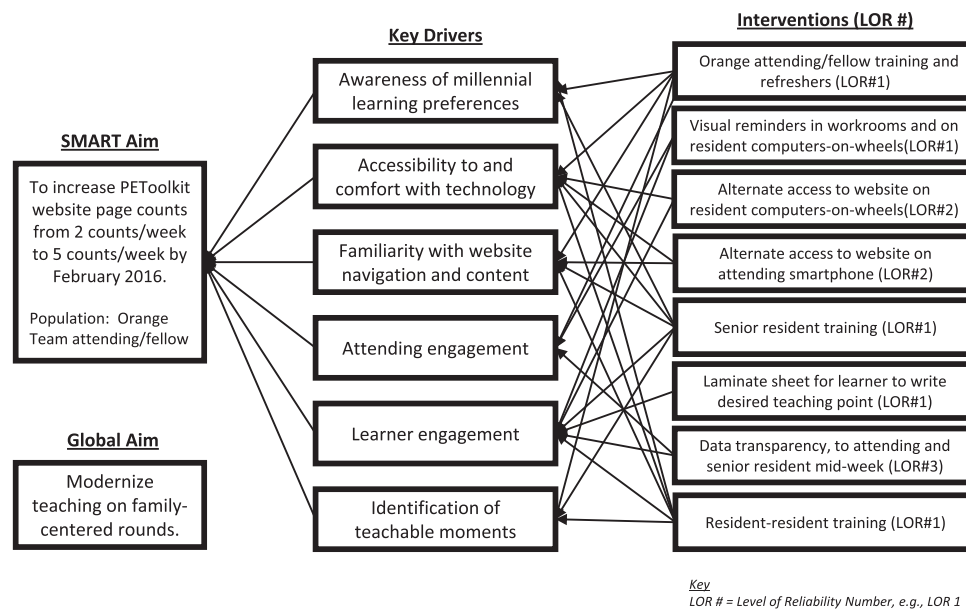 SMART Aim
To increase PEToolkit
website page counts
from 2 counts/week
to 5 counts/week by
February 2016.
Population: Orange
Team attending/fellow
Global Aim
Modernize
teaching on family-
centered rounds.
Key Drivers
Awareness of millennial
learning preferences
Accessibility to and
comfort with technology
Familiarity with website
navigation and content
Attending engagement
Learner engagement
Identification of
teachable moments
Interventions (LOR #)
Orange attending/fellow training and
refreshers (LOR#1)
Visual reminders in workrooms and on
resident computers-on-wheels(LOR#1)
Alternate access to website on
resident computers-on-wheels(LOR#2)
Alternate access to website on
attending smartphone (LOR#2)
Senior resident training (LOR#1)
Laminate sheet for learner to write
desired teaching point (LOR#1)
Data transparency, to attending and
senior resident mid-week (LOR#3)
Resident-resident training (LOR#1)
Key
LOR # = Level of Reliability Number, e.g., LOR 1